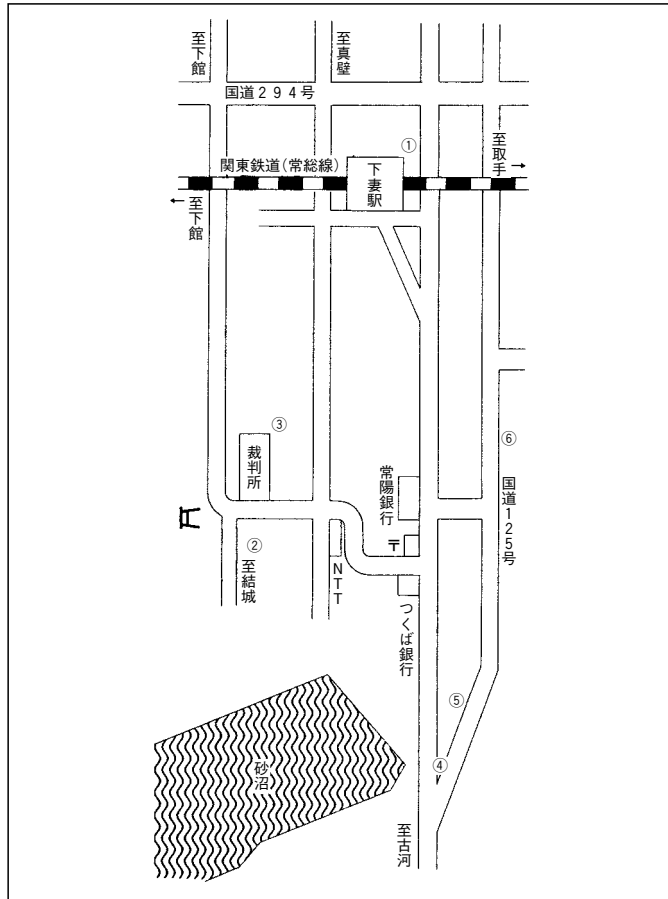 至下館
至真壁
国道294号
①
至取手
関東鉄道(常総線)
下妻駅
至下館
③
裁判所
⑥
国道125号
常陽銀行
〒
②
至結城
NTT
つくば銀行
⑤
④
砂沼
至古河